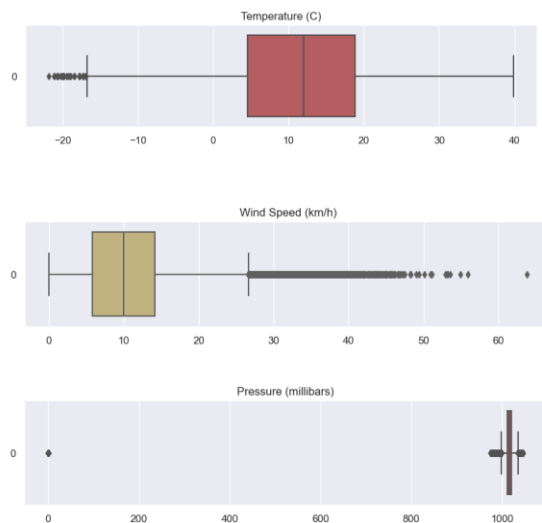 Temperature (C)
0
−20 −10 0 10 20 30 40
Wind Speed (km/h)
0
0 10 20 30 40 50 60
Pressure (millibars)
0
0 200 400 600 800 1000